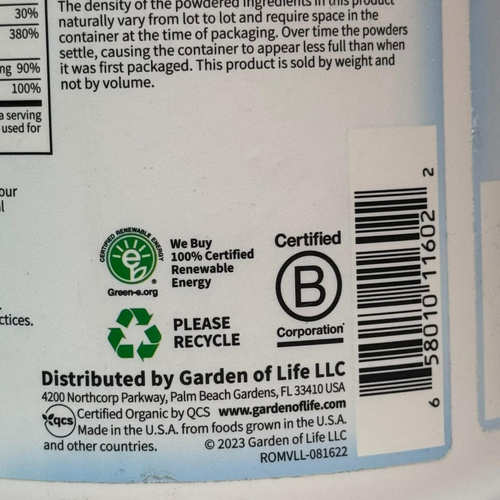 30%
380%
ng 90%
100%
a serving
used for
The density of the powdered ingredients in this product
naturally vary from lot to lot and require space in the
container at the time of packaging. Over time the powders
settle, causing the container to appear less full than when
it was first packaged. This product is sold by weight and
not by volume.
our
ctices.
CERTIFIED RENEWABLE ENERGY
e
Green-e.org
We Buy
100% Certified
Renewable
Energy
PLEASE
RECYCLE
Certified
B
Corporation
6 58010 11602 2
Distributed by Garden of Life LLC
4200 Northcorp Parkway, Palm Beach Gardens, FL 33410 USA
qcs Certified Organic by QCS www.gardenoflife.com
Made in the U.S.A. from foods grown in the U.S.A.
and other countries. © 2023 Garden of Life LLC
ROMVLL-081622